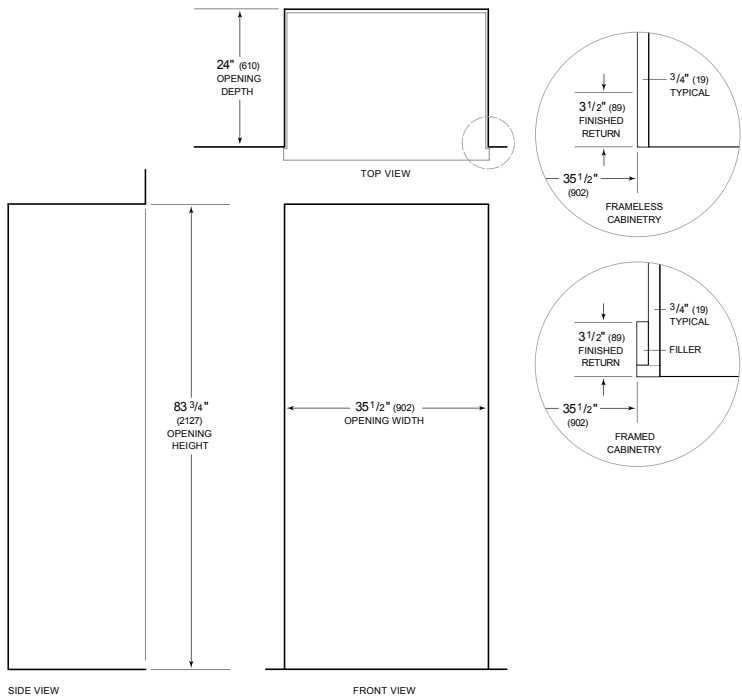 24" (610)
OPENING
DEPTH
TOP VIEW
3/4" (19)
TYPICAL
3 1/2" (89)
FINISHED
RETURN
35 1/2"
(902)
FRAMELESS
CABINETRY
3/4" (19)
TYPICAL
3 1/2" (89)
FINISHED
RETURN
FILLER
35 1/2"
(902)
FRAMED
CABINETRY
83 3/4"
(2127)
OPENING
HEIGHT
35 1/2" (902)
OPENING WIDTH
SIDE VIEW
FRONT VIEW